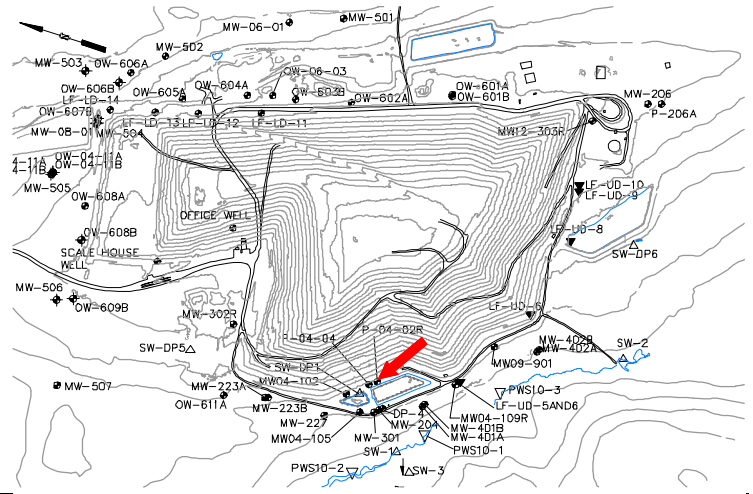 MW-06-01
MW-501
MW-502
MW-503
OW-606A
OW-606B
OW-605A
OW-604A
OW-06-03
OW-603B
OW-602A
OW-601A
OW-601B
MW-206
P-206A
LF-LD-14
OW-607B
MW-08-01
MW-504
LF-LD-13
LF-LD-12
LF-LD-11
MW12-303R
4-11A
4-11B
OW-04-11A
OW-04-11B
MW-505
OW-608A
LF-UD-10
LF-UD-9
OFFICE WELL
OW-608B
LF-UD-8
SW-DP6
SCALE HOUSE
WELL
MW-506
OW-609B
MW-302R
LF-UD-6
P-04-04
P-04-02R
SW-DP5
MW-402B
MW-402A
SW-2
SW-DP1
MW09-901
MW-507
MW-223A
MW04-102
OW-611A
MW-223B
PWS10-3
LF-UD-5AND6
MW-227
DP-4
MW04-109R
MW-204
MW-401B
MW-401A
MW04-105
MW-301
SW-1
PWS10-1
PWS10-2
SW-3